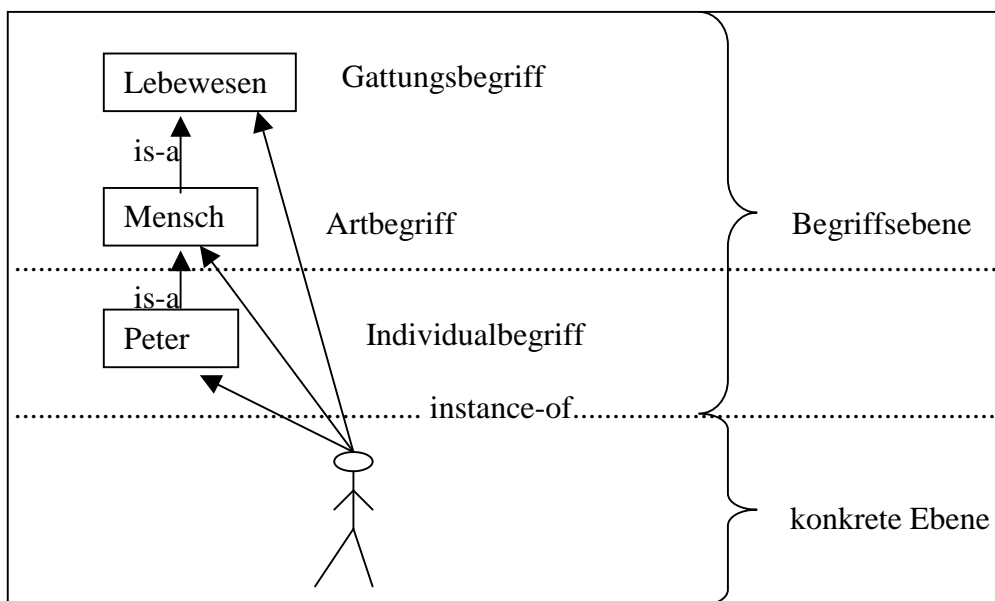 Lebewesen Gattungsbegriff
is-a
Mensch Artbegriff Begriffsebene
is-a
Peter Individualbegriff
instance-of
konkrete Ebene